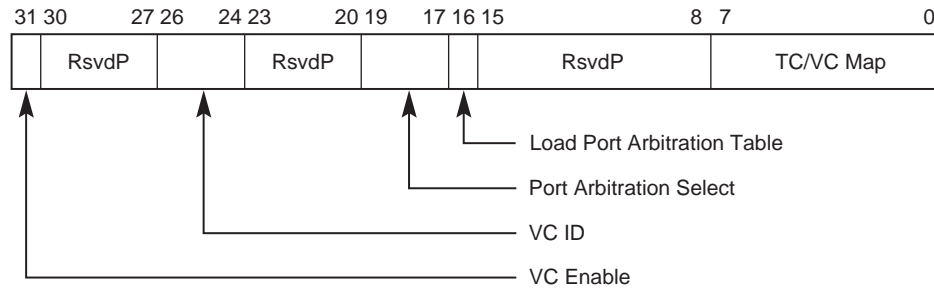 31 30 27 26 24 23 20 19 17 16 15 8 7 0
RsvdP RsvdP RsvdP TC/VC Map
Load Port Arbitration Table
Port Arbitration Select
VC ID
VC Enable